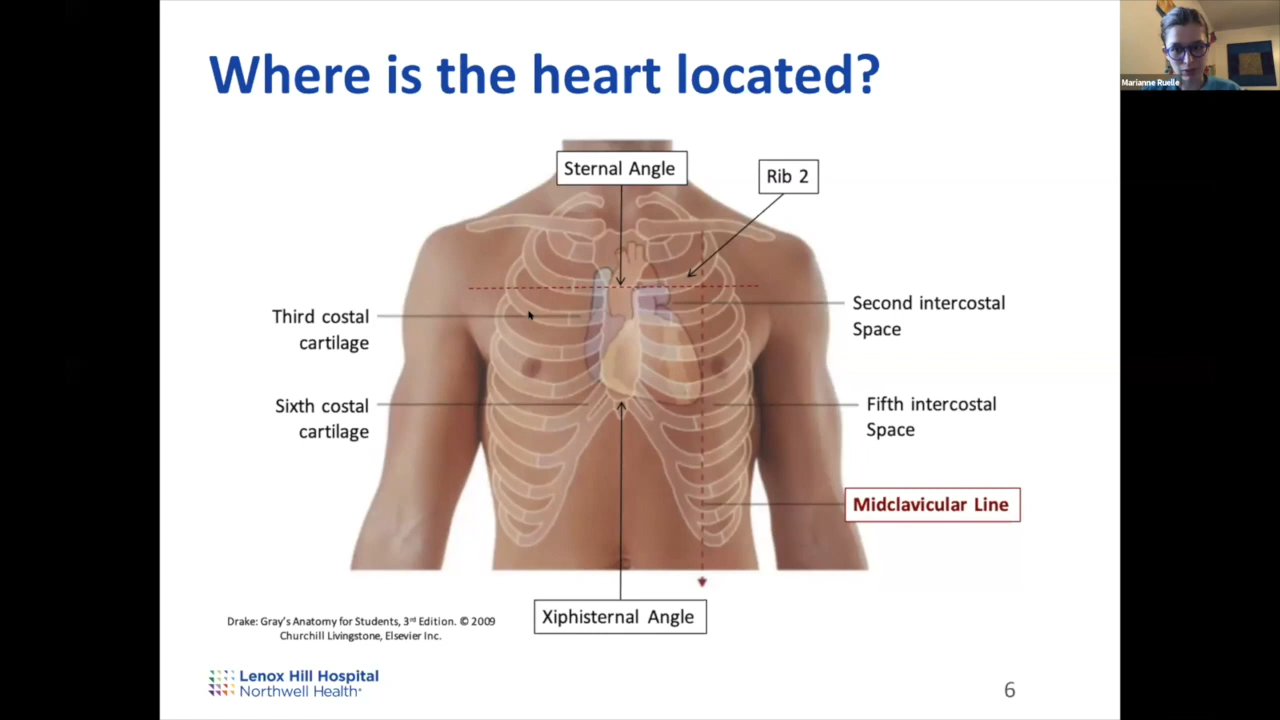 Where is the heart located?
Marianne Ruelle
Sternal Angle
Rib 2
Third costal
cartilage
Second intercostal
Space
Sixth costal
cartilage
Fifth intercostal
Space
Midclavicular Line
Xiphisternal Angle
Drake: Gray's Anatomy for Students, 3rd Edition. © 2009
Churchill Livingstone, Elsevier Inc.
Lenox Hill Hospital
Northwell Health
6